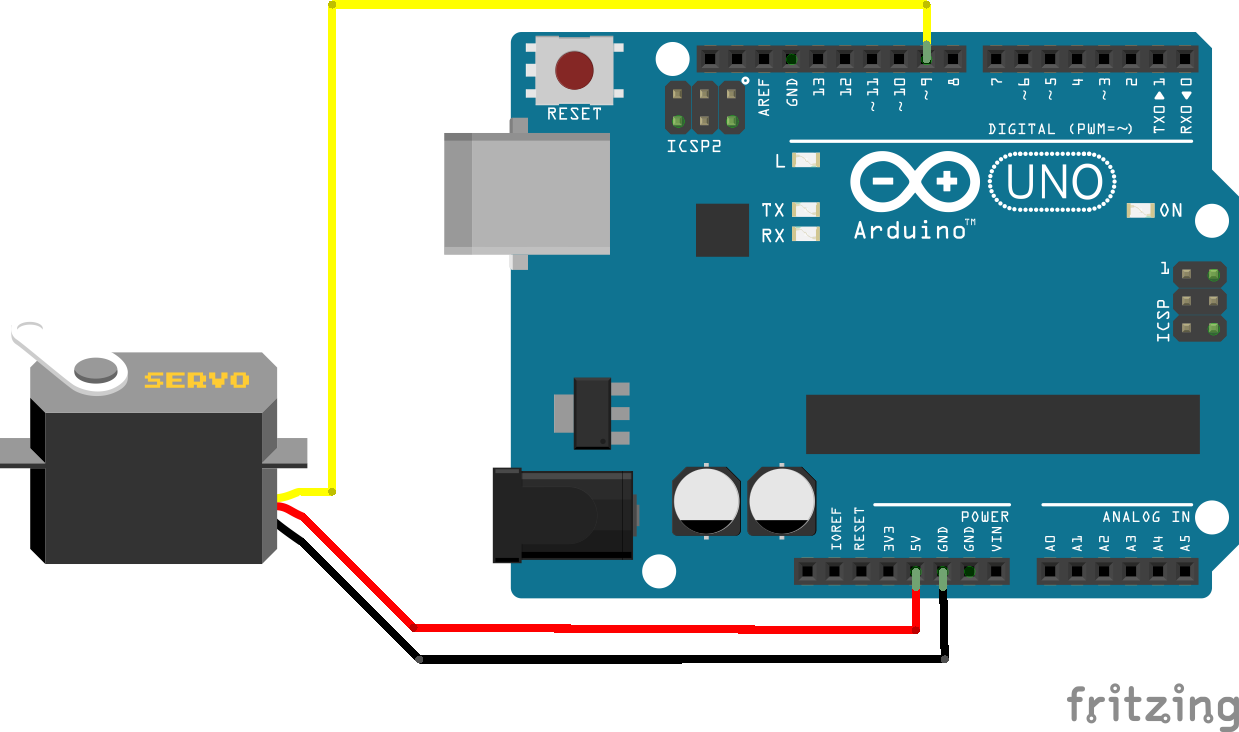 RESET
ICSP2
AREF
GND
13
12
~11
~10
~9
8
7
~6
~5
4
~3
2
TX0▶1
RX0◀0
DIGITAL (PWM=~)
L
TX
RX
UNO
Arduino™
ON
1
ICSP
SERVO
POWER
ANALOG IN
IOREF
RESET
3V3
5V
GND
GND
VIN
A0
A1
A2
A3
A4
A5
fritzing